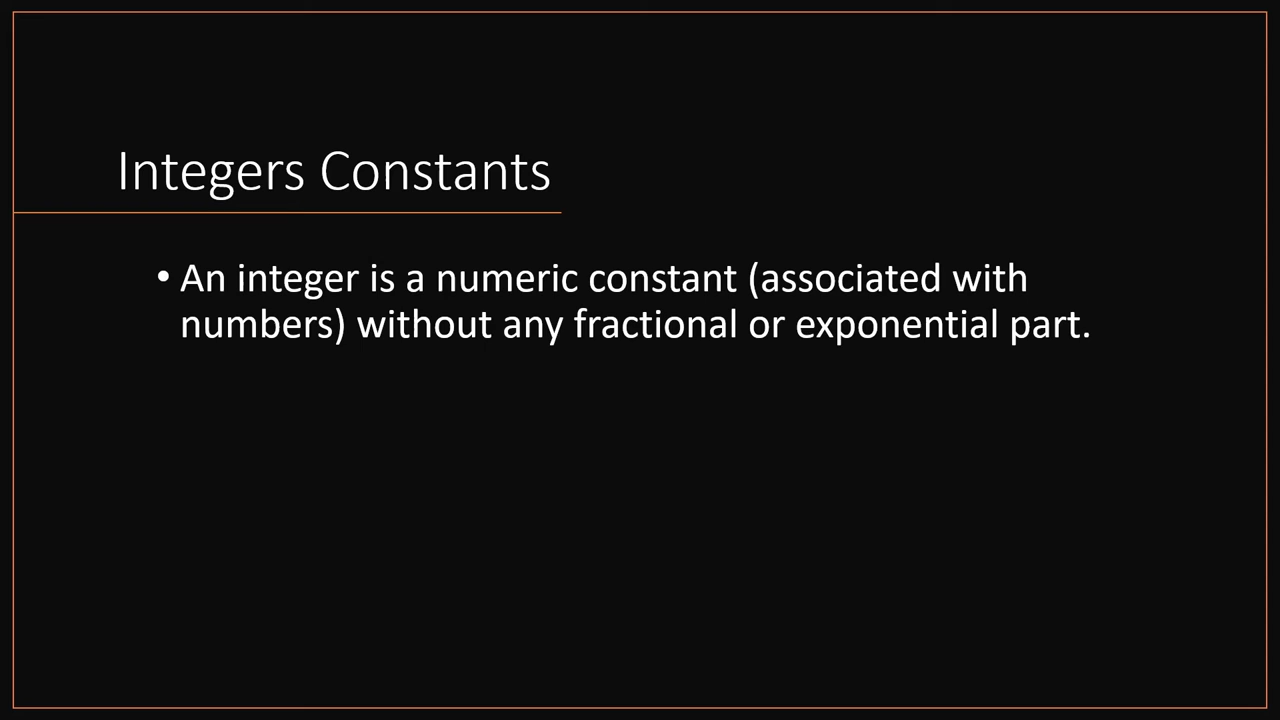 Integers Constants
• An integer is a numeric constant (associated with
numbers) without any fractional or exponential part.